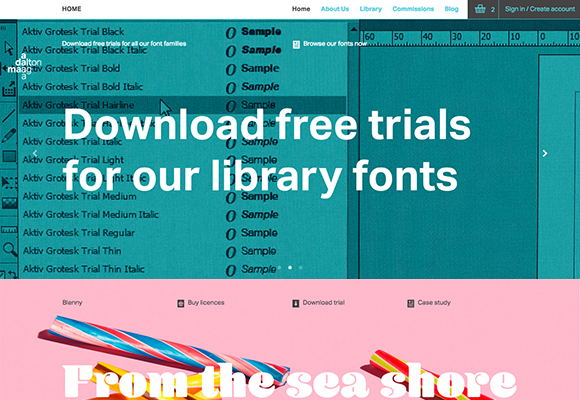 HOME
Home About Us Library Commissions Blog 2 Sign in / Create account
Aktiv Grotesk Trial Black O Sample
Aktiv Grotesk Trial Black Italic O Sample
Download free trials for all our font families
Browse our fonts now
dalton
maag
Aktiv Grotesk Trial Bold O Sample
Aktiv Grotesk Trial Bold Italic O Sample
Aktiv Grotesk Trial Hairline O Sample
Download free trials
for our library fonts
Aktiv Grotesk Trial Italic O Sample
Aktiv Grotesk Trial Light O Sample
Aktiv Grotesk Trial Light Italic O Sample
Aktiv Grotesk Trial Medium O Sample
Aktiv Grotesk Trial Medium Italic O Sample
Aktiv Grotesk Trial Regular O Sample
Aktiv Grotesk Trial Thin O Sample
Aktiv Grotesk Trial Thin Italic O Sample
60 50 40 30 20 10 0 10
Blenny Buy licences Download trial Case study
From the sea shore